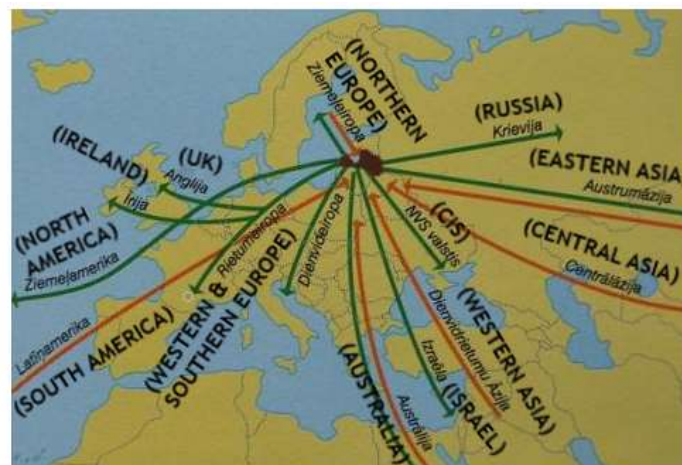 (NORTHERN
EUROPE)
Ziemeļeiropa
(RUSSIA)
Krievija
(EASTERN ASIA)
Austrumāzija
(CENTRAL ASIA)
Centrālāzija
(UK)
Anglija
(IRELAND)
Īrija
(NORTH
AMERICA)
Ziemeļamerika
Latīņamerika
(SOUTH AMERICA)
Rietumeiropa
(WESTERN &
SOUTHERN EUROPE)
Dienvideiropa
(CIS)
NVS valstis
Dienvidrietumu Āzija
(WESTERN ASIA)
Izraēla
(ISRAEL)
Austrālija
(AUSTRALIA)